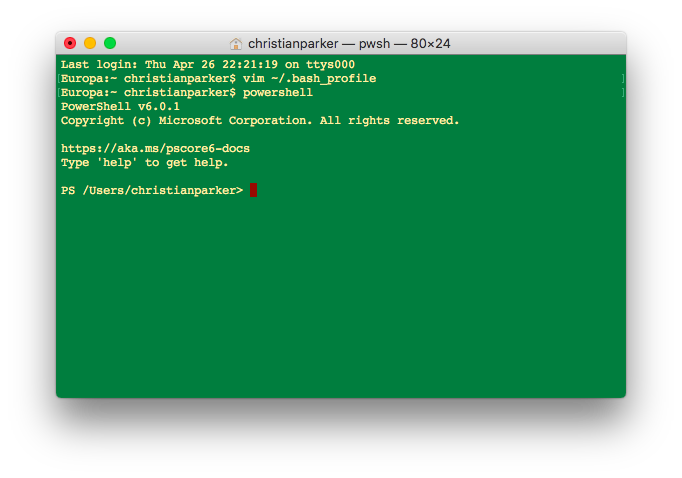 christianparker — pwsh — 80×24
Last login: Thu Apr 26 22:21:19 on ttys000
[Europa:~ christianparker$ vim ~/.bash_profile ]
[Europa:~ christianparker$ powershell ]
PowerShell v6.0.1
Copyright (c) Microsoft Corporation. All rights reserved.
https://aka.ms/pscore6-docs
Type 'help' to get help.
PS /Users/christianparker>